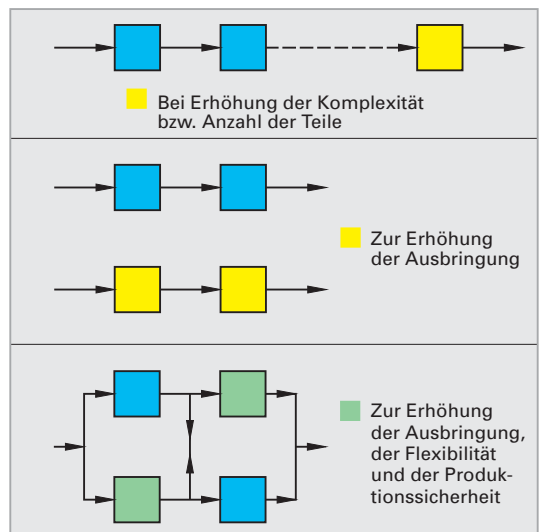 Bei Erhöhung der Komplexität
bzw. Anzahl der Teile
Zur Erhöhung
der Ausbringung
Zur Erhöhung
der Ausbringung,
der Flexibilität
und der Produk-
tionssicherheit